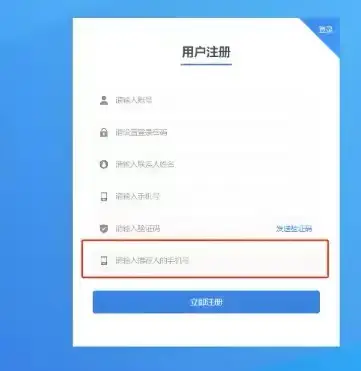 登录
用户注册
请输入账号
请设置登录密码
请输入联系人姓名
请输入手机号
请输入验证码 发送验证码
请输入推荐人的手机号
立即注册